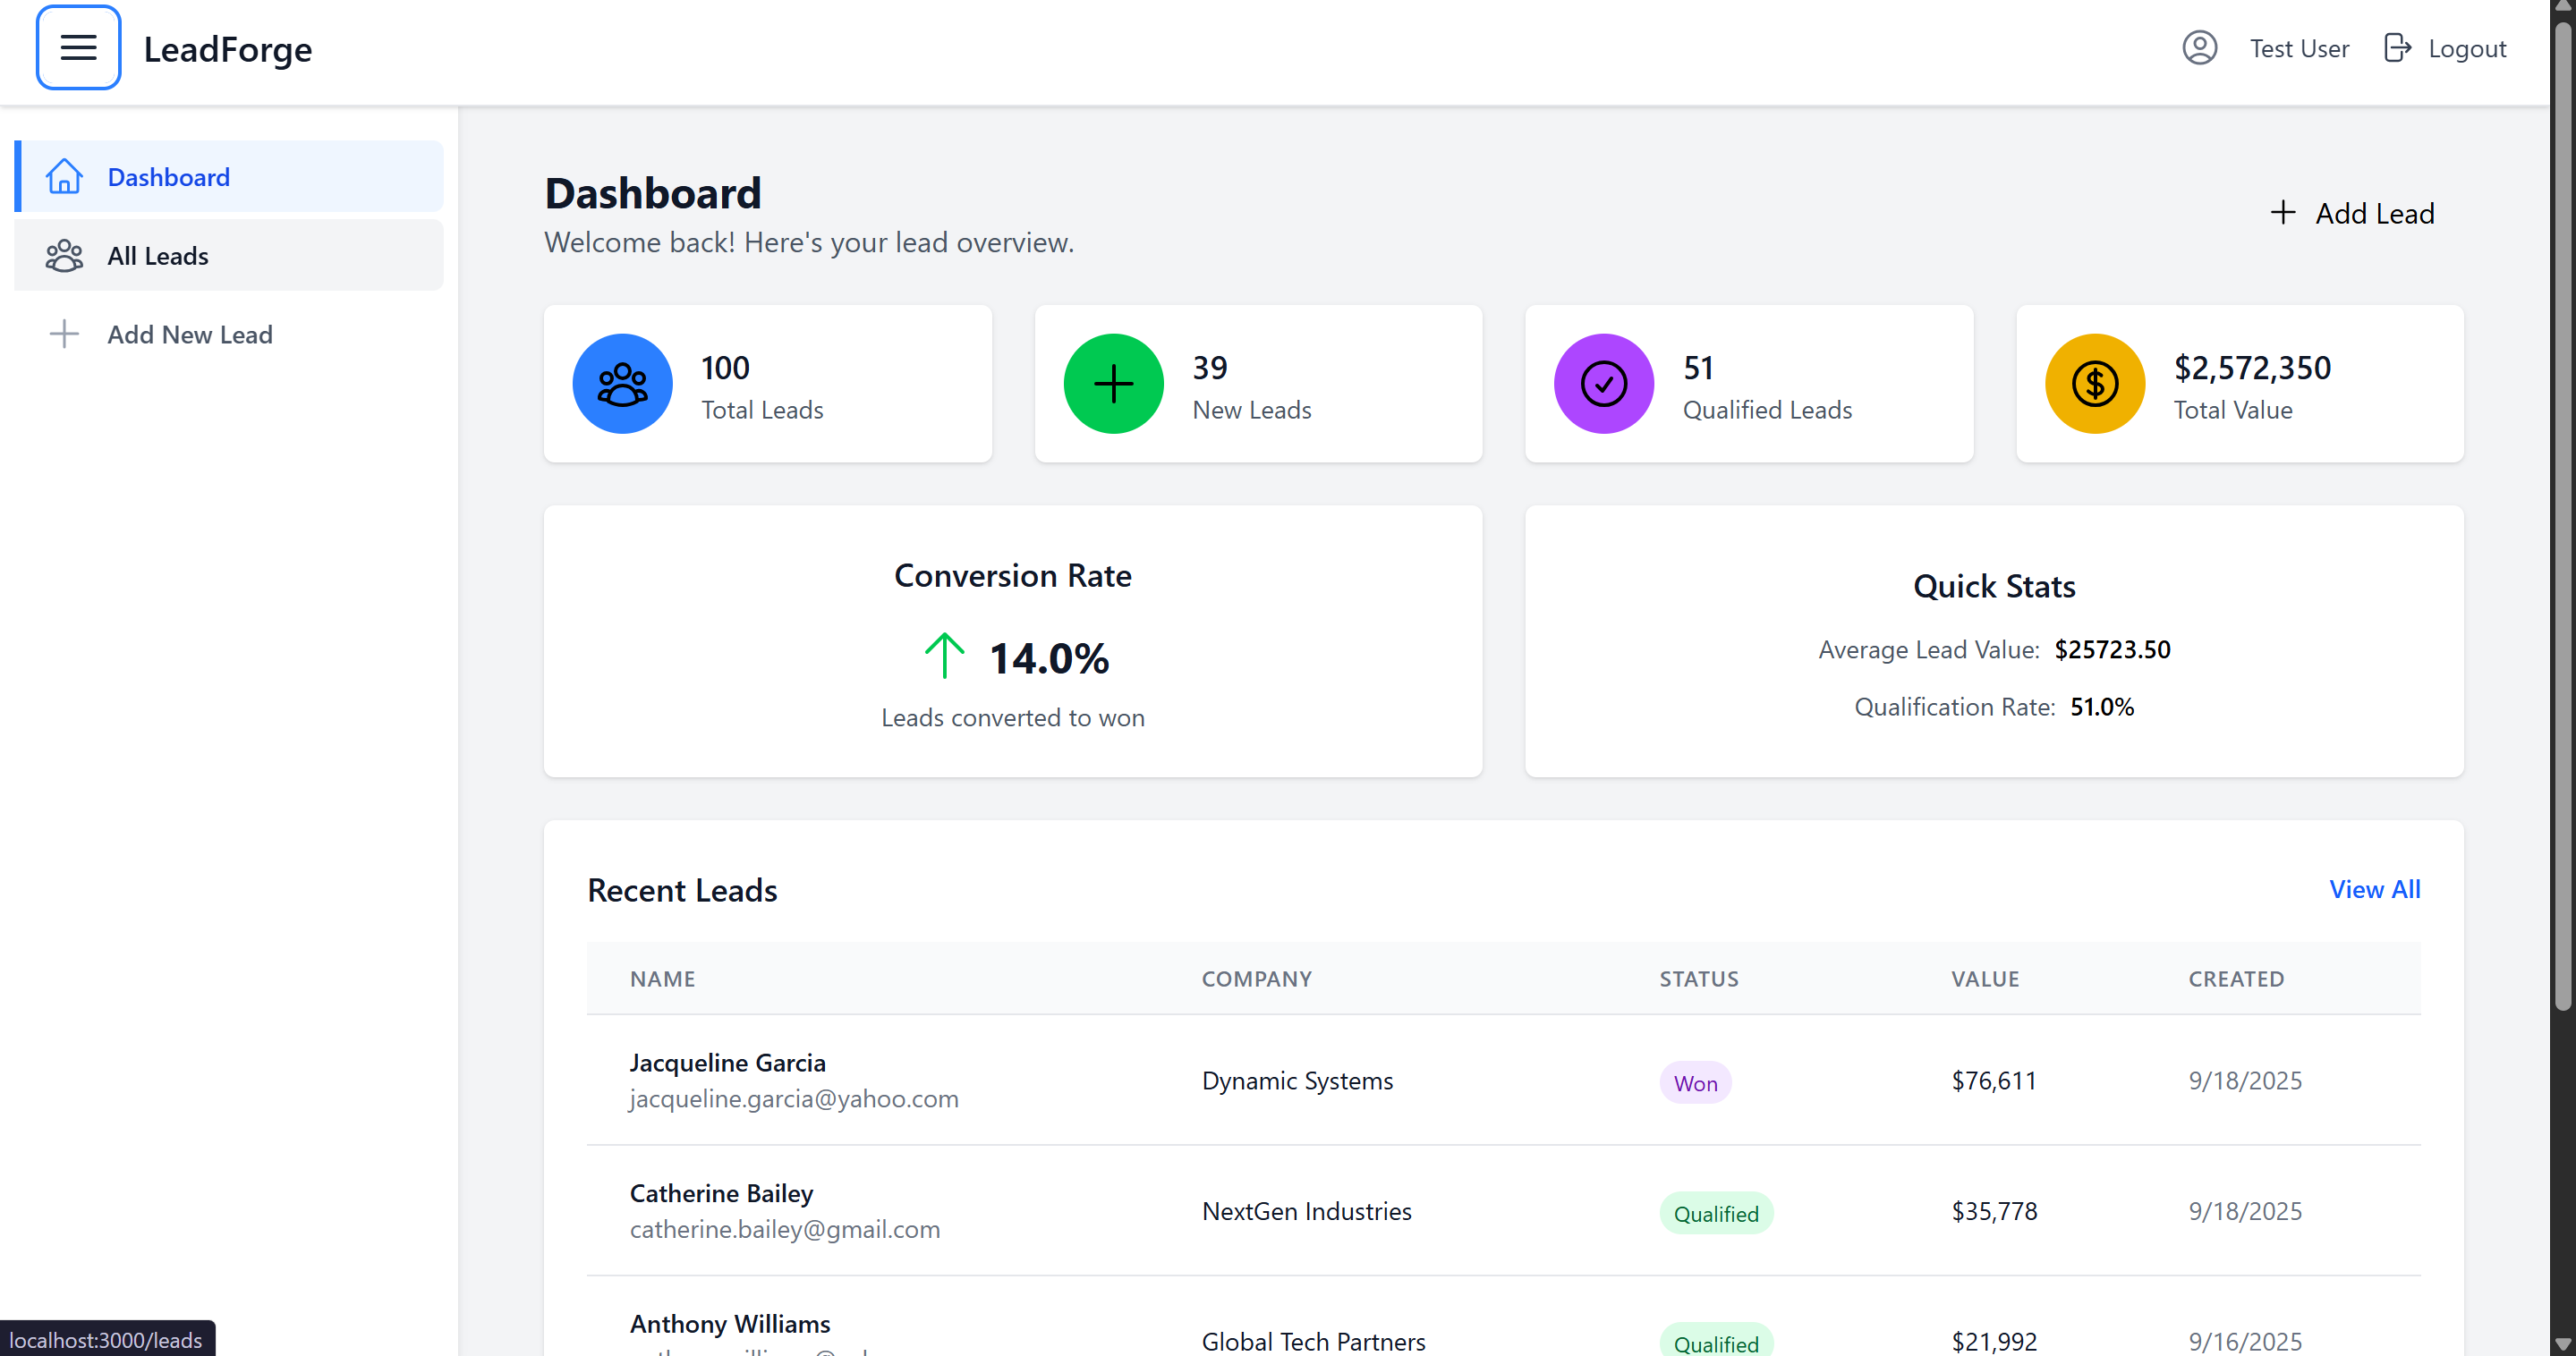 LeadForge
Test User
Logout
Dashboard
All Leads
Add New Lead
Dashboard
Welcome back! Here's your lead overview.
Add Lead
100
Total Leads
39
New Leads
51
Qualified Leads
$2,572,350
Total Value
Conversion Rate
14.0%
Leads converted to won
Quick Stats
Average Lead Value: $25723.50
Qualification Rate: 51.0%
Recent Leads
View All
NAME COMPANY STATUS VALUE CREATED
Jacqueline Garcia
jacqueline.garcia@yahoo.com
Dynamic Systems Won $76,611 9/18/2025
Catherine Bailey
catherine.bailey@gmail.com
NextGen Industries Qualified $35,778 9/18/2025
Anthony Williams
Global Tech Partners Qualified $21,992 9/16/2025
localhost:3000/leads